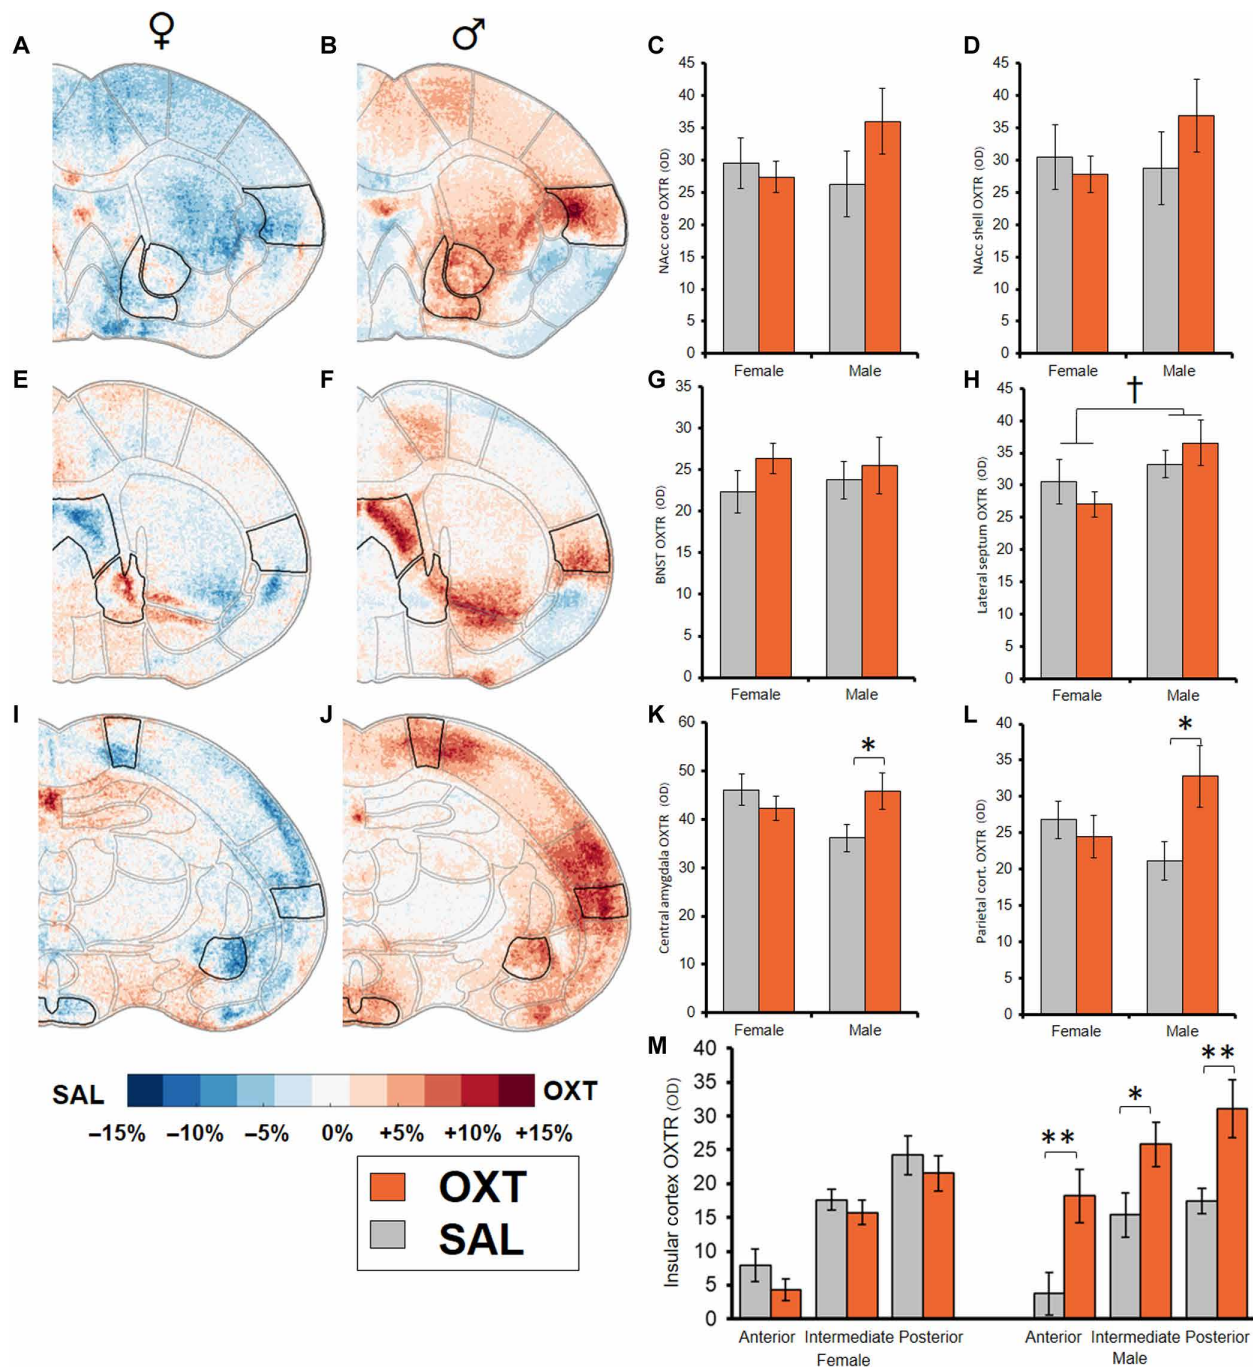 ♀ ♂
A B C D
45
40
35
30
25
20
15
10
5
0
NAcc core OXTR (OD)
Female Male
45
40
35
30
25
20
15
10
5
0
NAcc shell OXTR (OD)
Female Male
E F G H
35
30
25
20
15
10
5
0
BNST OXTR (OD)
Female Male
†
45
40
35
30
25
20
15
10
5
0
Lateral septum OXTR (OD)
Female Male
I J K L
60
50
40
30
20
10
0
Central amygdala OXTR (OD)
*
Female Male
40
35
30
25
20
15
10
5
0
Parietal cort. OXTR (OD)
*
Female Male
SAL OXT
−15% −10% −5% 0% +5% +10% +15%
OXT
SAL
M
40
35
30
25
20
15
10
5
0
Insular cortex OXTR (OD)
** * **
Anterior Intermediate Posterior Anterior Intermediate Posterior
Female Male